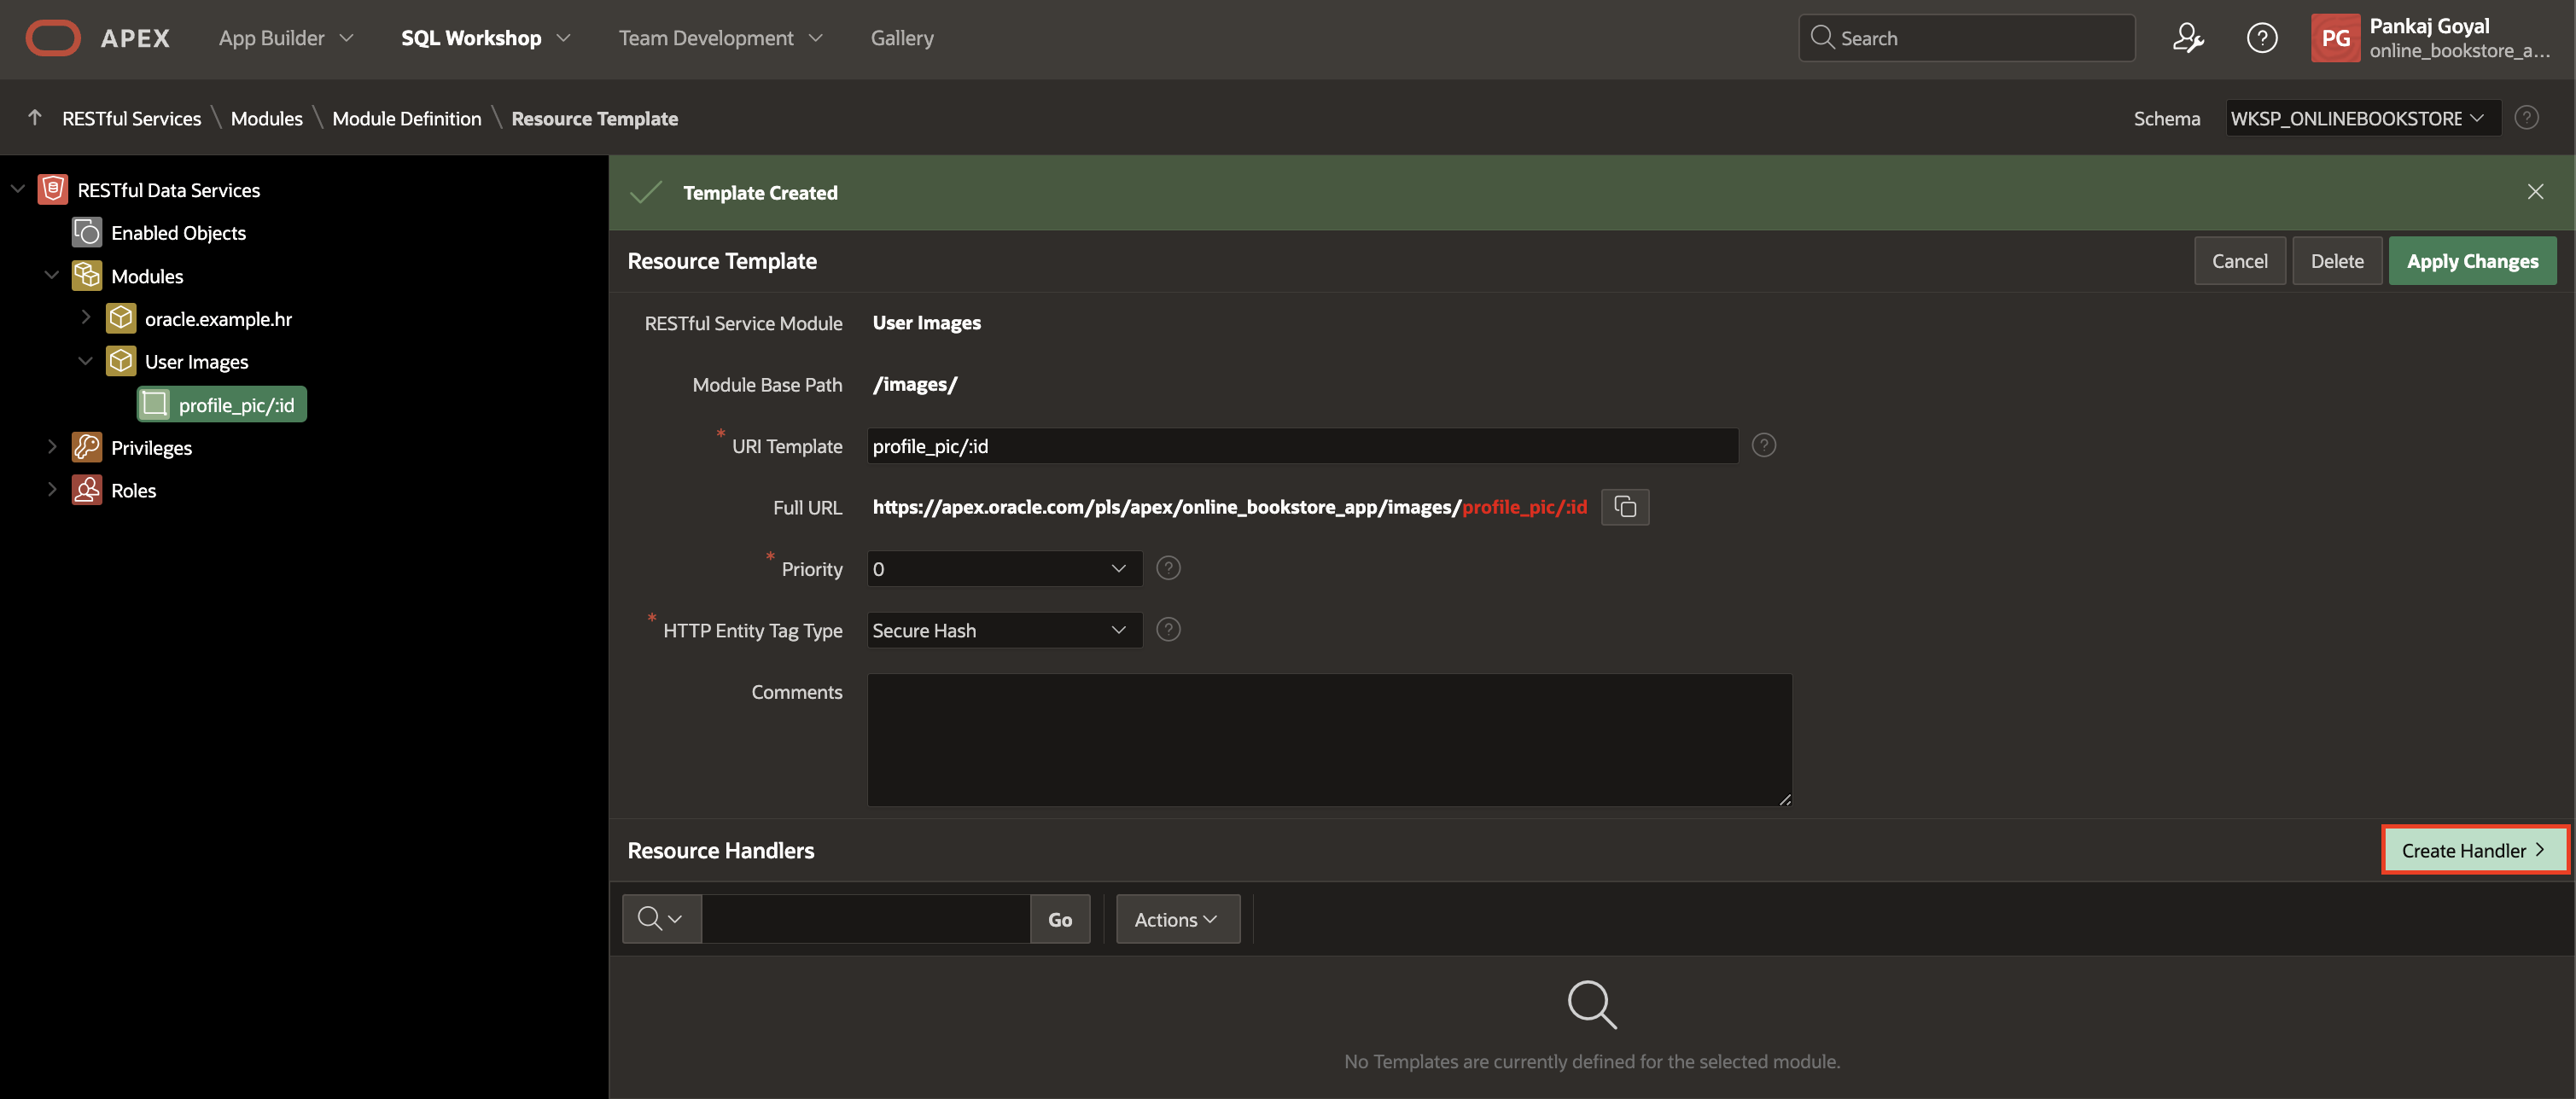 APEX App Builder SQL Workshop Team Development Gallery Search PG Pankaj Goyal
online_bookstore_a...
RESTful Services \ Modules \ Module Definition \ Resource Template Schema WKSP_ONLINEBOOKSTORE
RESTful Data Services
Enabled Objects
Modules
oracle.example.hr
User Images
profile_pic/:id
Privileges
Roles
Template Created
Resource Template Cancel Delete Apply Changes
RESTful Service Module User Images
Module Base Path /images/
* URI Template profile_pic/:id
Full URL https://apex.oracle.com/pls/apex/online_bookstore_app/images/profile_pic/:id
* Priority 0
* HTTP Entity Tag Type Secure Hash
Comments
Resource Handlers Create Handler >
Go Actions
No Templates are currently defined for the selected module.